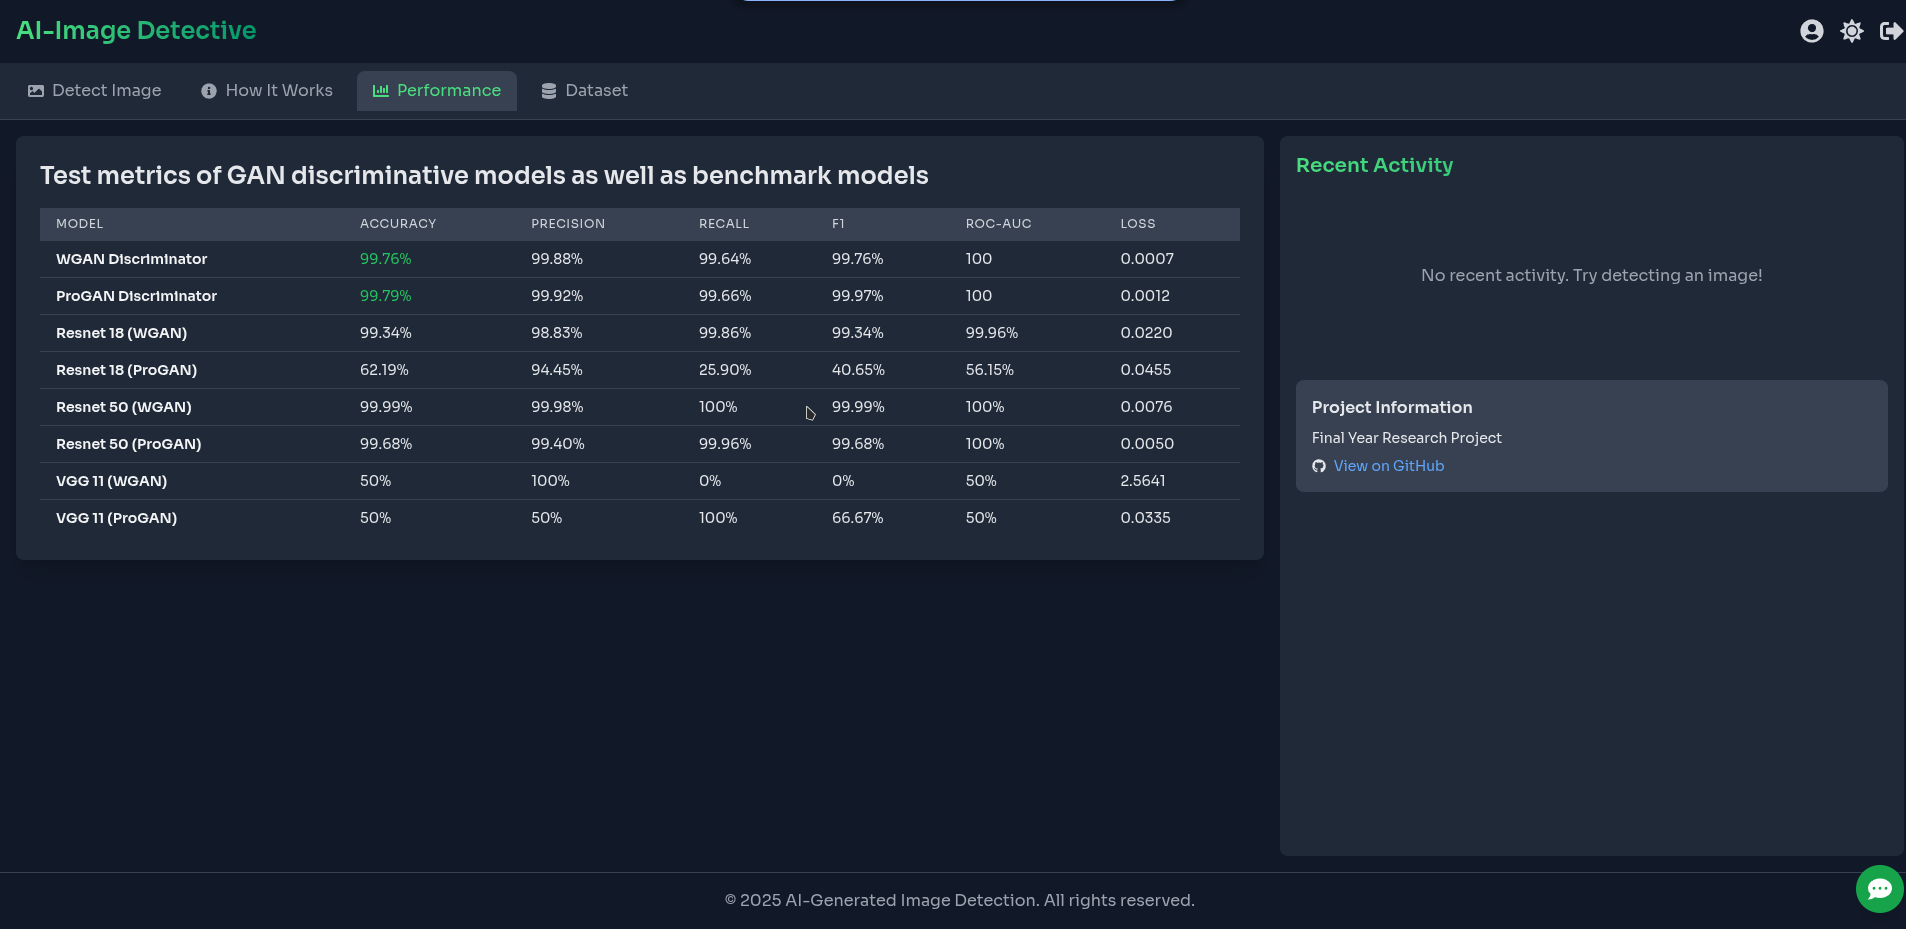 AI-Image Detective
Detect Image
How It Works
Performance
Dataset
Test metrics of GAN discriminative models as well as benchmark models
MODEL ACCURACY PRECISION RECALL F1 ROC-AUC LOSS
WGAN Discriminator 99.76% 99.88% 99.64% 99.76% 100 0.0007
ProGAN Discriminator 99.79% 99.92% 99.66% 99.97% 100 0.0012
Resnet 18 (WGAN) 99.34% 98.83% 99.86% 99.34% 99.96% 0.0220
Resnet 18 (ProGAN) 62.19% 94.45% 25.90% 40.65% 56.15% 0.0455
Resnet 50 (WGAN) 99.99% 99.98% 100% 99.99% 100% 0.0076
Resnet 50 (ProGAN) 99.68% 99.40% 99.96% 99.68% 100% 0.0050
VGG 11 (WGAN) 50% 100% 0% 0% 50% 2.5641
VGG 11 (ProGAN) 50% 50% 100% 66.67% 50% 0.0335
Recent Activity
No recent activity. Try detecting an image!
Project Information
Final Year Research Project
View on GitHub
© 2025 AI-Generated Image Detection. All rights reserved.